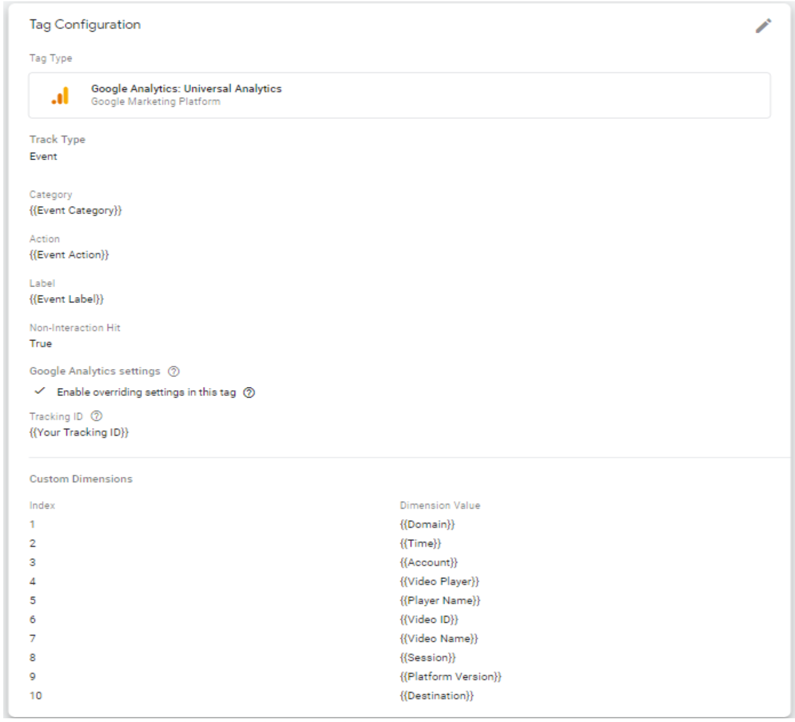 Tag Configuration
Tag Type
Google Analytics: Universal Analytics
Google Marketing Platform
Track Type
Event
Category
{{Event Category}}
Action
{{Event Action}}
Label
{{Event Label}}
Non-Interaction Hit
True
Google Analytics settings
Enable overriding settings in this tag
Tracking ID
{{Your Tracking ID}}
Custom Dimensions
Index Dimension Value
1 {{Domain}}
2 {{Time}}
3 {{Account}}
4 {{Video Player}}
5 {{Player Name}}
6 {{Video ID}}
7 {{Video Name}}
8 {{Session}}
9 {{Platform Version}}
10 {{Destination}}